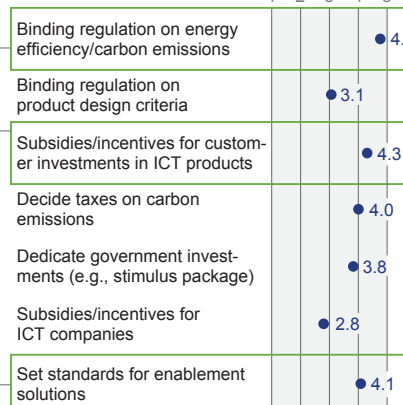 Binding regulation on energy
efficiency/carbon emissions
4.
Binding regulation on
product design criteria
3.1
Subsidies/incentives for custom-
er investments in ICT products
4.3
Decide taxes on carbon
emissions
4.0
Dedicate government invest-
ments (e.g., stimulus package)
3.8
Subsidies/incentives for
ICT companies
2.8
Set standards for enablement
solutions
4.1